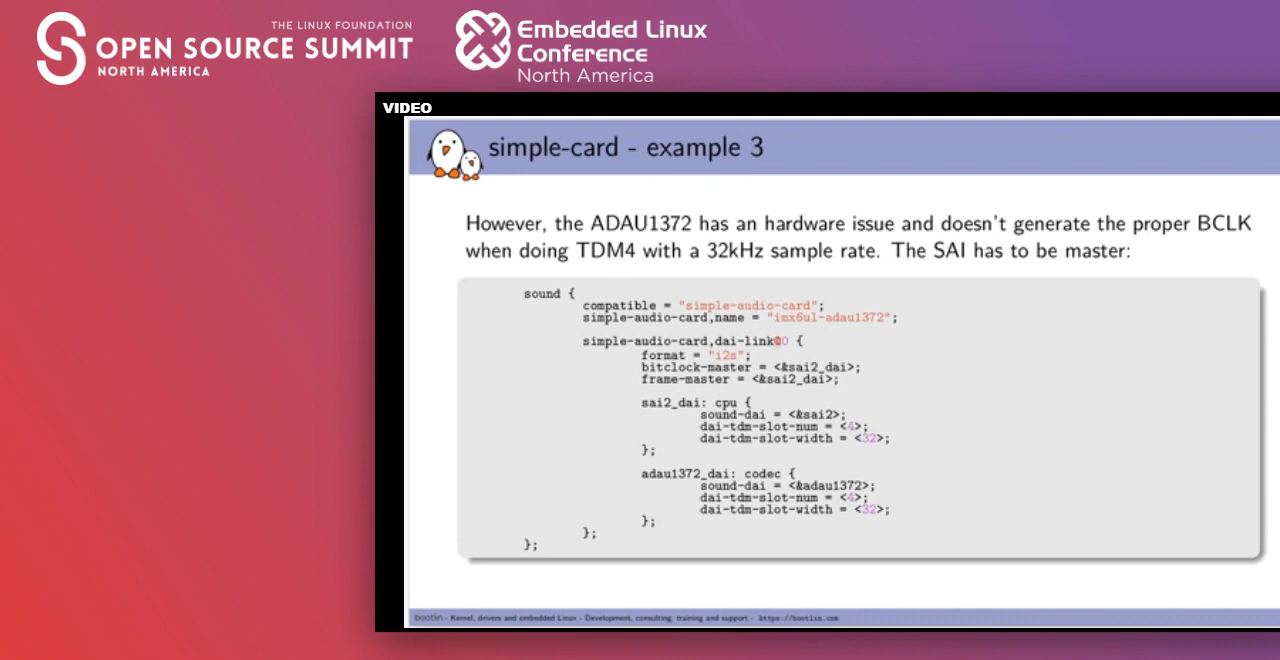 THE LINUX FOUNDATION
OPEN SOURCE SUMMIT
NORTH AMERICA
Embedded Linux
Conference
North America
VIDEO
simple-card - example 3
However, the ADAU1372 has an hardware issue and doesn't generate the proper BCLK
when doing TDM4 with a 32kHz sample rate. The SAI has to be master:
sound {
compatible = "simple-audio-card";
simple-audio-card,name = "imx6ul-adau1372";
simple-audio-card,dai-link@0 {
format = "i2s";
bitclock-master = <&sai2_dai>;
frame-master = <&sai2_dai>;
sai2_dai: cpu {
sound-dai = <&sai2>;
dai-tdm-slot-num = <4>;
dai-tdm-slot-width = <32>;
};
adau1372_dai: codec {
sound-dai = <&adau1372>;
dai-tdm-slot-num = <4>;
dai-tdm-slot-width = <32>;
};
};
};
bootlin - Kernel, drivers and embedded Linux - Development, consulting, training and support - https://bootlin.com